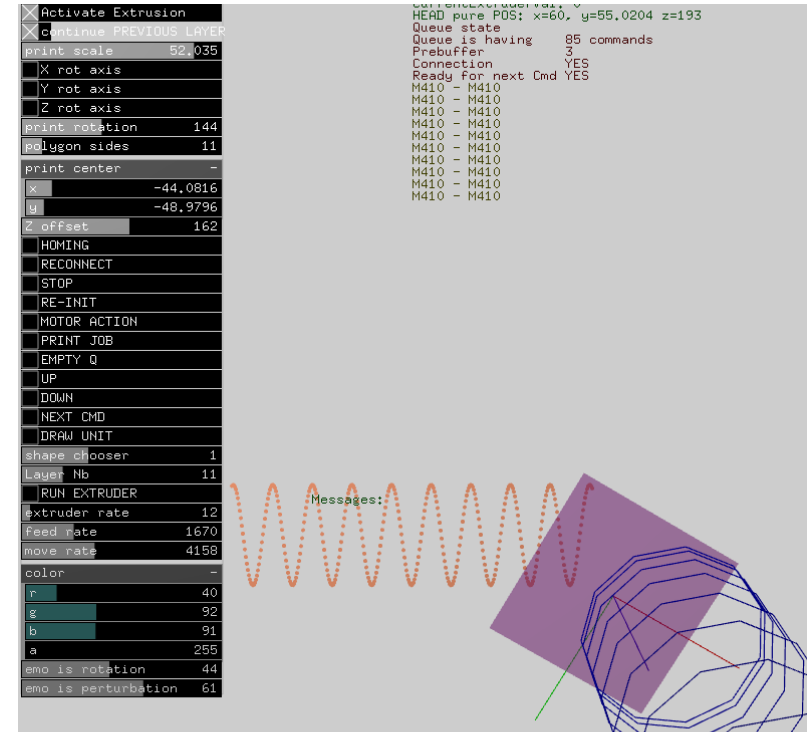 Activate Extrusion
continue PREVIOUS LAYER
print scale 52.035
X rot axis
Y rot axis
Z rot axis
print rotation 144
polygon sides 11
print center -
x -44.0816
y -48.9796
Z offset 162
HOMING
RECONNECT
STOP
RE-INIT
MOTOR ACTION
PRINT JOB
EMPTY Q
UP
DOWN
NEXT CMD
DRAW UNIT
shape chooser 1
Layer Nb 11
RUN EXTRUDER
extruder rate 12
feed rate 1670
move rate 4158
color -
r 40
g 92
b 91
a 255
emo is rotation 44
emo is perturbation 61
currentExtruderVal: 0
HEAD pure POS: x=60, y=55.0204 z=193
Queue state
Queue is having 85 commands
Prebuffer 3
Connection YES
Ready for next Cmd YES
M410 - M410
M410 - M410
M410 - M410
M410 - M410
M410 - M410
M410 - M410
M410 - M410
M410 - M410
M410 - M410
M410 - M410
Messages: